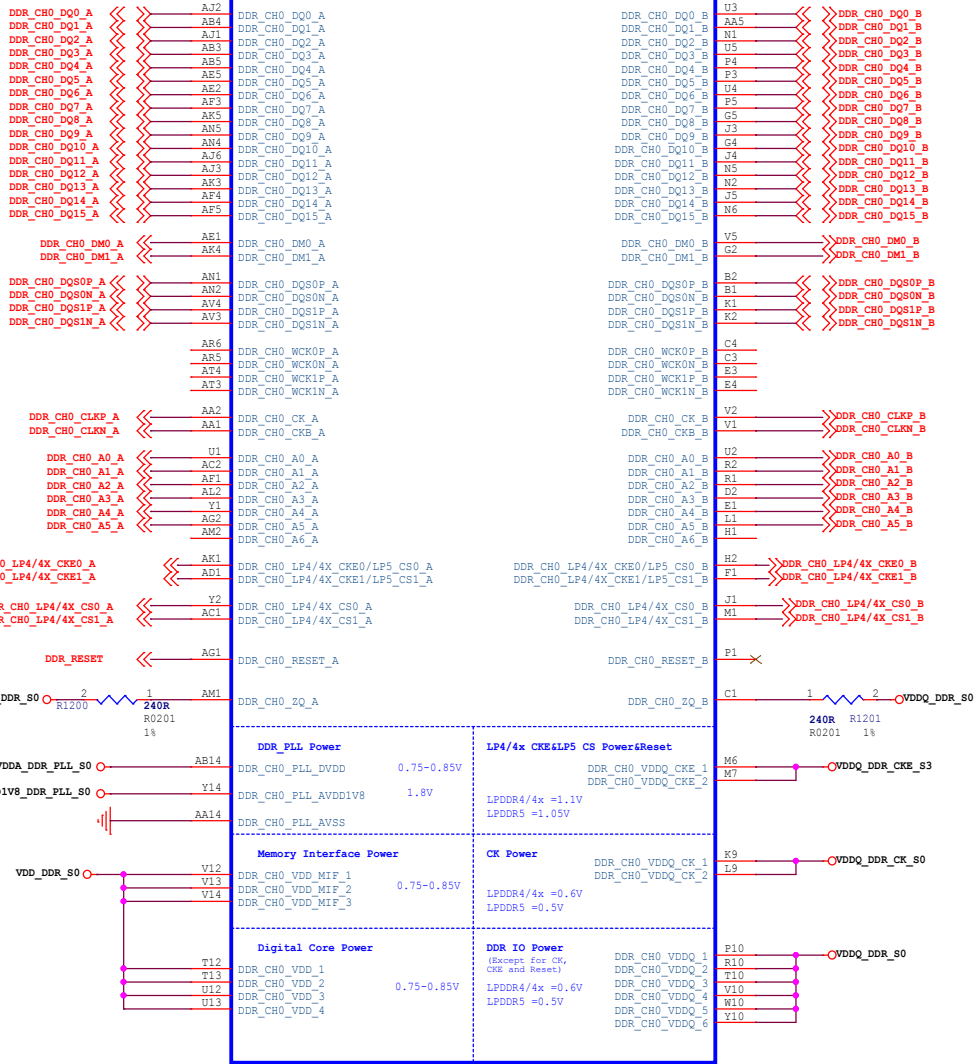 DDR_CH0_DQ0_A AJ2 DDR_CH0_DQ0_A DDR_CH0_DQ0_B U3 DDR_CH0_DQ0_B
DDR_CH0_DQ1_A AB4 DDR_CH0_DQ1_A DDR_CH0_DQ1_B AA5 DDR_CH0_DQ1_B
DDR_CH0_DQ2_A AJ1 DDR_CH0_DQ2_A DDR_CH0_DQ2_B N1 DDR_CH0_DQ2_B
DDR_CH0_DQ3_A AB3 DDR_CH0_DQ3_A DDR_CH0_DQ3_B U5 DDR_CH0_DQ3_B
DDR_CH0_DQ4_A AB5 DDR_CH0_DQ4_A DDR_CH0_DQ4_B P4 DDR_CH0_DQ4_B
DDR_CH0_DQ5_A AE5 DDR_CH0_DQ5_A DDR_CH0_DQ5_B P3 DDR_CH0_DQ5_B
DDR_CH0_DQ6_A AE2 DDR_CH0_DQ6_A DDR_CH0_DQ6_B U4 DDR_CH0_DQ6_B
DDR_CH0_DQ7_A AF3 DDR_CH0_DQ7_A DDR_CH0_DQ7_B P5 DDR_CH0_DQ7_B
DDR_CH0_DQ8_A AK5 DDR_CH0_DQ8_A DDR_CH0_DQ8_B G5 DDR_CH0_DQ8_B
DDR_CH0_DQ9_A AN5 DDR_CH0_DQ9_A DDR_CH0_DQ9_B J3 DDR_CH0_DQ9_B
DDR_CH0_DQ10_A AN4 DDR_CH0_DQ10_A DDR_CH0_DQ10_B G4 DDR_CH0_DQ10_B
DDR_CH0_DQ11_A AJ6 DDR_CH0_DQ11_A DDR_CH0_DQ11_B J4 DDR_CH0_DQ11_B
DDR_CH0_DQ12_A AJ3 DDR_CH0_DQ12_A DDR_CH0_DQ12_B N5 DDR_CH0_DQ12_B
DDR_CH0_DQ13_A AK3 DDR_CH0_DQ13_A DDR_CH0_DQ13_B N2 DDR_CH0_DQ13_B
DDR_CH0_DQ14_A AF4 DDR_CH0_DQ14_A DDR_CH0_DQ14_B J5 DDR_CH0_DQ14_B
DDR_CH0_DQ15_A AF5 DDR_CH0_DQ15_A DDR_CH0_DQ15_B N6 DDR_CH0_DQ15_B
DDR_CH0_DM0_A AE1 DDR_CH0_DM0_A DDR_CH0_DM0_B V5 DDR_CH0_DM0_B
DDR_CH0_DM1_A AK4 DDR_CH0_DM1_A DDR_CH0_DM1_B G2 DDR_CH0_DM1_B
DDR_CH0_DQS0P_A AN1 DDR_CH0_DQS0P_A DDR_CH0_DQS0P_B B2 DDR_CH0_DQS0P_B
DDR_CH0_DQS0N_A AN2 DDR_CH0_DQS0N_A DDR_CH0_DQS0N_B B1 DDR_CH0_DQS0N_B
DDR_CH0_DQS1P_A AV4 DDR_CH0_DQS1P_A DDR_CH0_DQS1P_B K1 DDR_CH0_DQS1P_B
DDR_CH0_DQS1N_A AV3 DDR_CH0_DQS1N_A DDR_CH0_DQS1N_B K2 DDR_CH0_DQS1N_B
AR6 DDR_CH0_WCK0P_A DDR_CH0_WCK0P_B C4
AR5 DDR_CH0_WCK0N_A DDR_CH0_WCK0N_B C3
AT4 DDR_CH0_WCK1P_A DDR_CH0_WCK1P_B E3
AT3 DDR_CH0_WCK1N_A DDR_CH0_WCK1N_B E4
DDR_CH0_CLKP_A AA2 DDR_CH0_CK_A DDR_CH0_CK_B V2 DDR_CH0_CLKP_B
DDR_CH0_CLKN_A AA1 DDR_CH0_CKB_A DDR_CH0_CKB_B V1 DDR_CH0_CLKN_B
DDR_CH0_A0_A U1 DDR_CH0_A0_A DDR_CH0_A0_B U2 DDR_CH0_A0_B
DDR_CH0_A1_A AC2 DDR_CH0_A1_A DDR_CH0_A1_B R2 DDR_CH0_A1_B
DDR_CH0_A2_A AF1 DDR_CH0_A2_A DDR_CH0_A2_B R1 DDR_CH0_A2_B
DDR_CH0_A3_A AL2 DDR_CH0_A3_A DDR_CH0_A3_B D2 DDR_CH0_A3_B
DDR_CH0_A4_A Y1 DDR_CH0_A4_A DDR_CH0_A4_B E1 DDR_CH0_A4_B
DDR_CH0_A5_A AG2 DDR_CH0_A5_A DDR_CH0_A5_B L1 DDR_CH0_A5_B
AM2 DDR_CH0_A6_A DDR_CH0_A6_B H1
0_LP4/4X_CKE0_A AK1 DDR_CH0_LP4/4X_CKE0/LP5_CS0_A DDR_CH0_LP4/4X_CKE0/LP5_CS0_B H2 DDR_CH0_LP4/4X_CKE0_B
0_LP4/4X_CKE1_A AD1 DDR_CH0_LP4/4X_CKE1/LP5_CS1_A DDR_CH0_LP4/4X_CKE1/LP5_CS1_B F1 DDR_CH0_LP4/4X_CKE1_B
R_CH0_LP4/4X_CS0_A Y2 DDR_CH0_LP4/4X_CS0_A DDR_CH0_LP4/4X_CS0_B J1 DDR_CH0_LP4/4X_CS0_B
R_CH0_LP4/4X_CS1_A AC1 DDR_CH0_LP4/4X_CS1_A DDR_CH0_LP4/4X_CS1_B M1 DDR_CH0_LP4/4X_CS1_B
DDR_RESET AG1 DDR_CH0_RESET_A DDR_CH0_RESET_B P1
_DDR_S0 2 1 AM1 DDR_CH0_ZQ_A DDR_CH0_ZQ_B C1 1 2 VDDQ_DDR_S0
R1200 240R 240R R1201
R0201 R0201 1%
1%
DDR_PLL Power LP4/4x CKE&LP5 CS Power&Reset
VDDA_DDR_PLL_S0 AB14 DDR_CH0_PLL_DVDD 0.75-0.85V DDR_CH0_VDDQ_CKE_1 M6 VDDQ_DDR_CKE_S3
DDR_CH0_VDDQ_CKE_2 M7
D1V8_DDR_PLL_S0 Y14 DDR_CH0_PLL_AVDD1V8 1.8V LPDDR4/4x =1.1V
LPDDR5 =1.05V
AA14 DDR_CH0_PLL_AVSS
Memory Interface Power CK Power
VDD_DDR_S0 V12 DDR_CH0_VDD_MIF_1 DDR_CH0_VDDQ_CK_1 K9 VDDQ_DDR_CK_S0
V13 DDR_CH0_VDD_MIF_2 0.75-0.85V DDR_CH0_VDDQ_CK_2 L9
V14 DDR_CH0_VDD_MIF_3 LPDDR4/4x =0.6V
LPDDR5 =0.5V
Digital Core Power DDR IO Power
(Except for CK,
CKE and Reset)
T12 DDR_CH0_VDD_1 DDR_CH0_VDDQ_1 P10 VDDQ_DDR_S0
T13 DDR_CH0_VDD_2 DDR_CH0_VDDQ_2 R10
U12 DDR_CH0_VDD_3 0.75-0.85V LPDDR4/4x =0.6V DDR_CH0_VDDQ_3 T10
U13 DDR_CH0_VDD_4 LPDDR5 =0.5V DDR_CH0_VDDQ_4 V10
DDR_CH0_VDDQ_5 W10
DDR_CH0_VDDQ_6 Y10